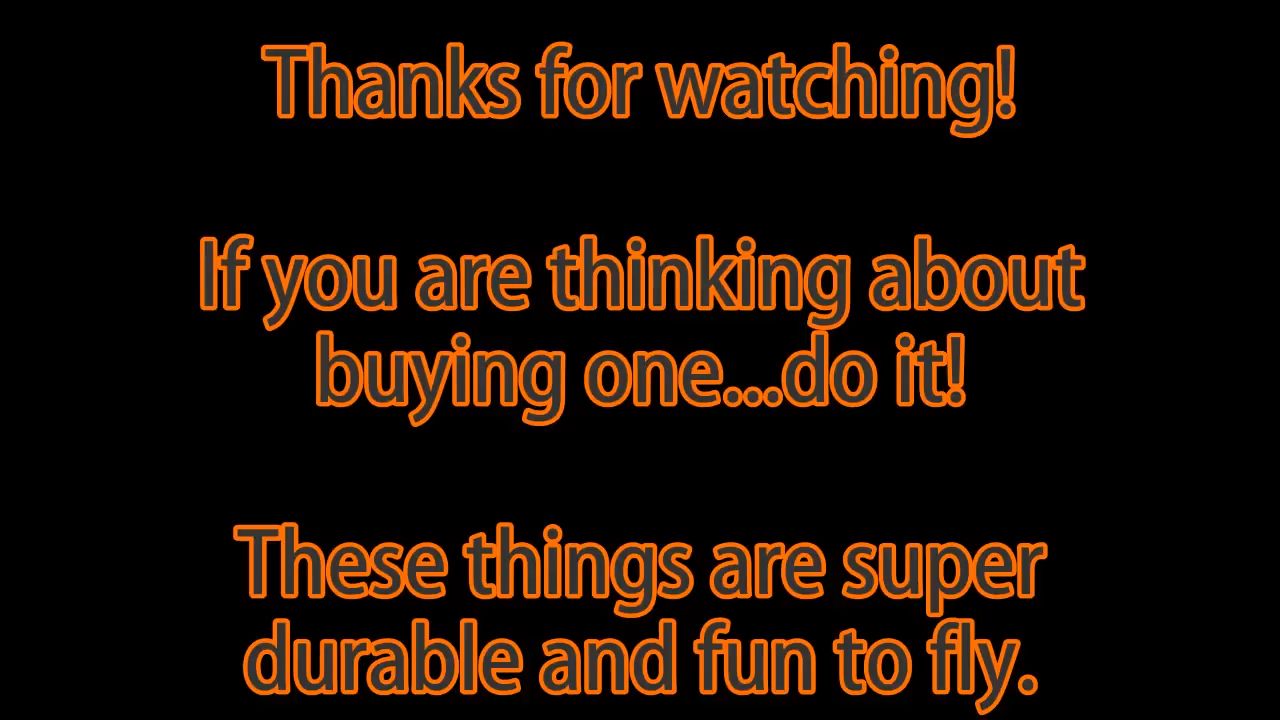 Thanks for watching!
If you are thinking about
buying one...do it!
These things are super
durable and fun to fly.